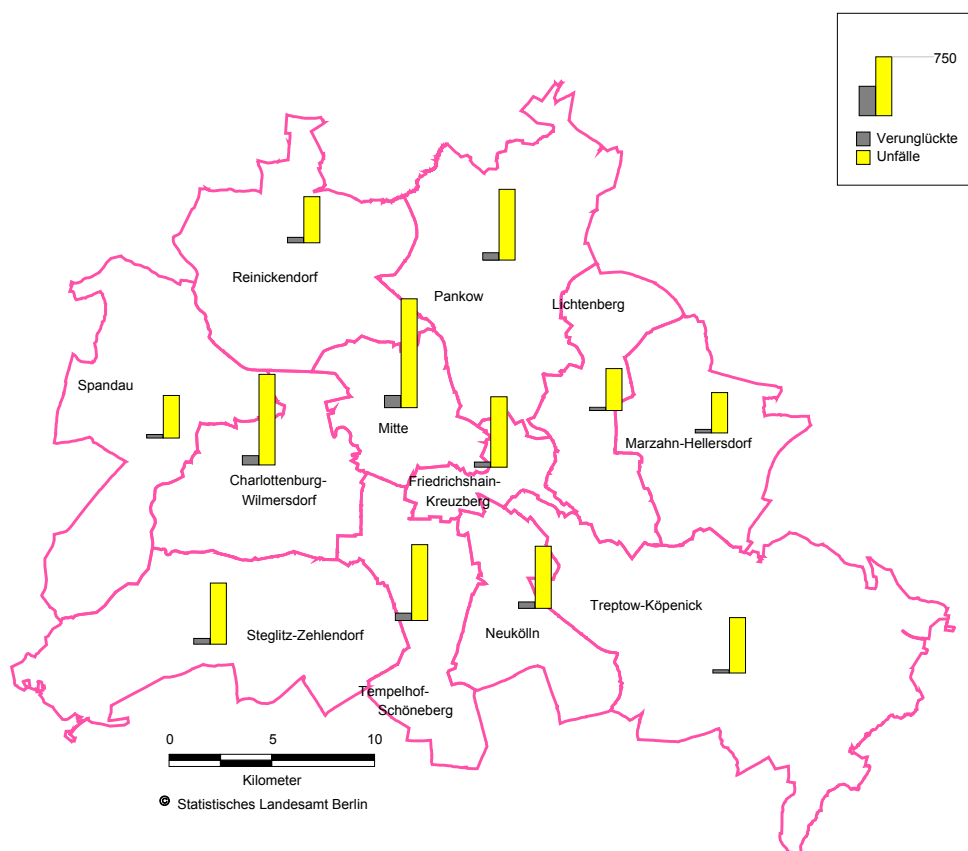 750
Verunglückte
Unfälle
Reinickendorf
Pankow
Lichtenberg
Spandau
Mitte
Marzahn-Hellersdorf
Charlottenburg-
Wilmersdorf
Friedrichshain-
Kreuzberg
Treptow-Köpenick
Steglitz-Zehlendorf
Neukölln
Tempelhof-
Schöneberg
0 5 10
Kilometer
© Statistisches Landesamt Berlin